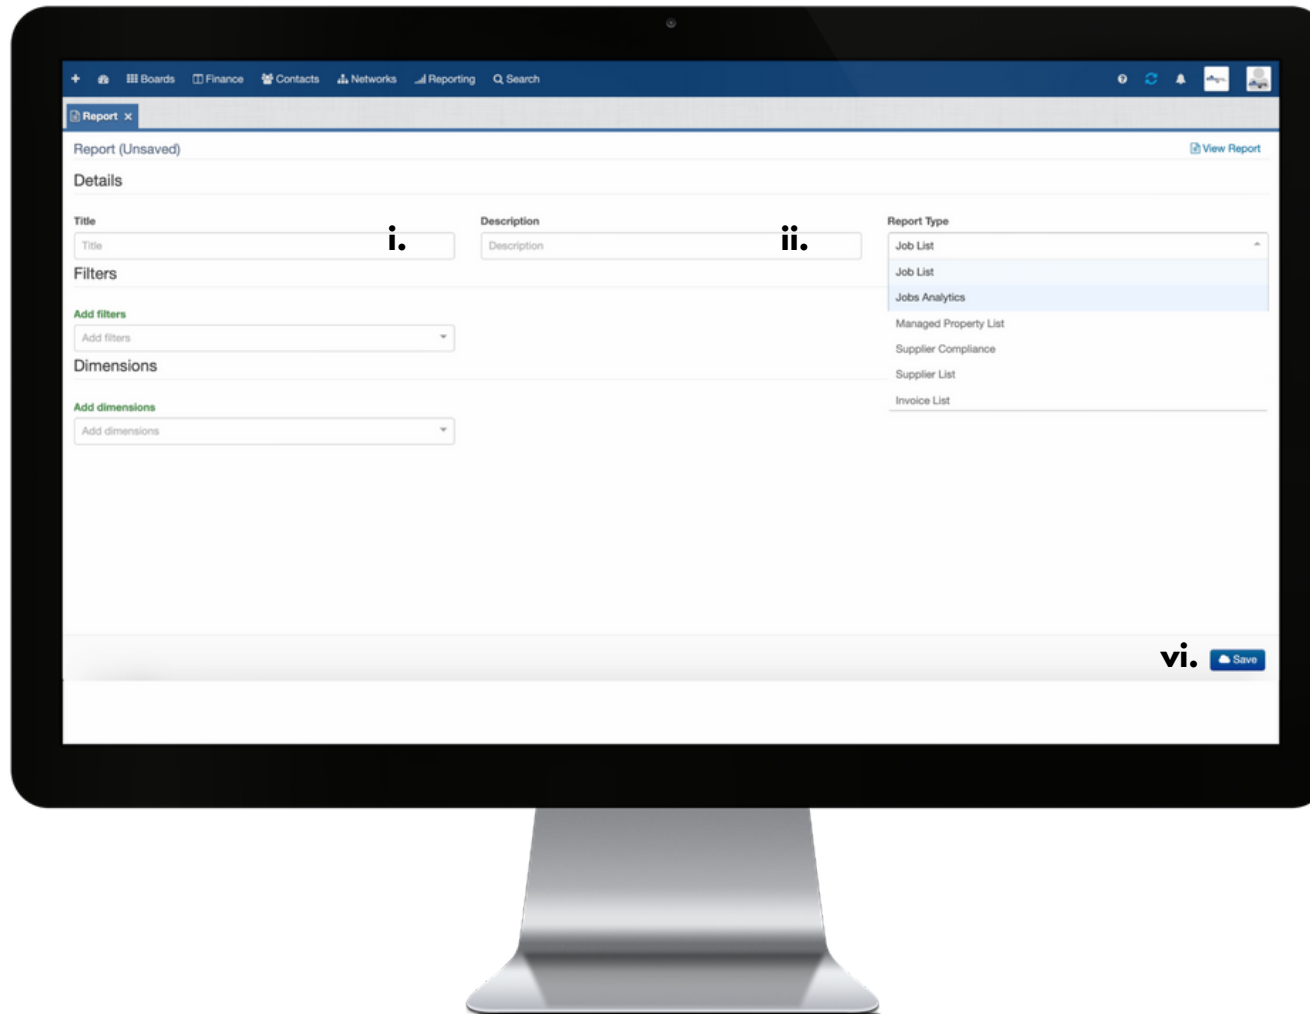 Boards Finance Contacts Networks Reporting Search
Report ×
Report (Unsaved) View Report
Details
Title Description Report Type
Title i. Description ii. Job List
Filters Job List
Jobs Analytics
Add filters Managed Property List
Add filters
Supplier Compliance
Dimensions
Supplier List
Add dimensions Invoice List
Add dimensions
vi. Save